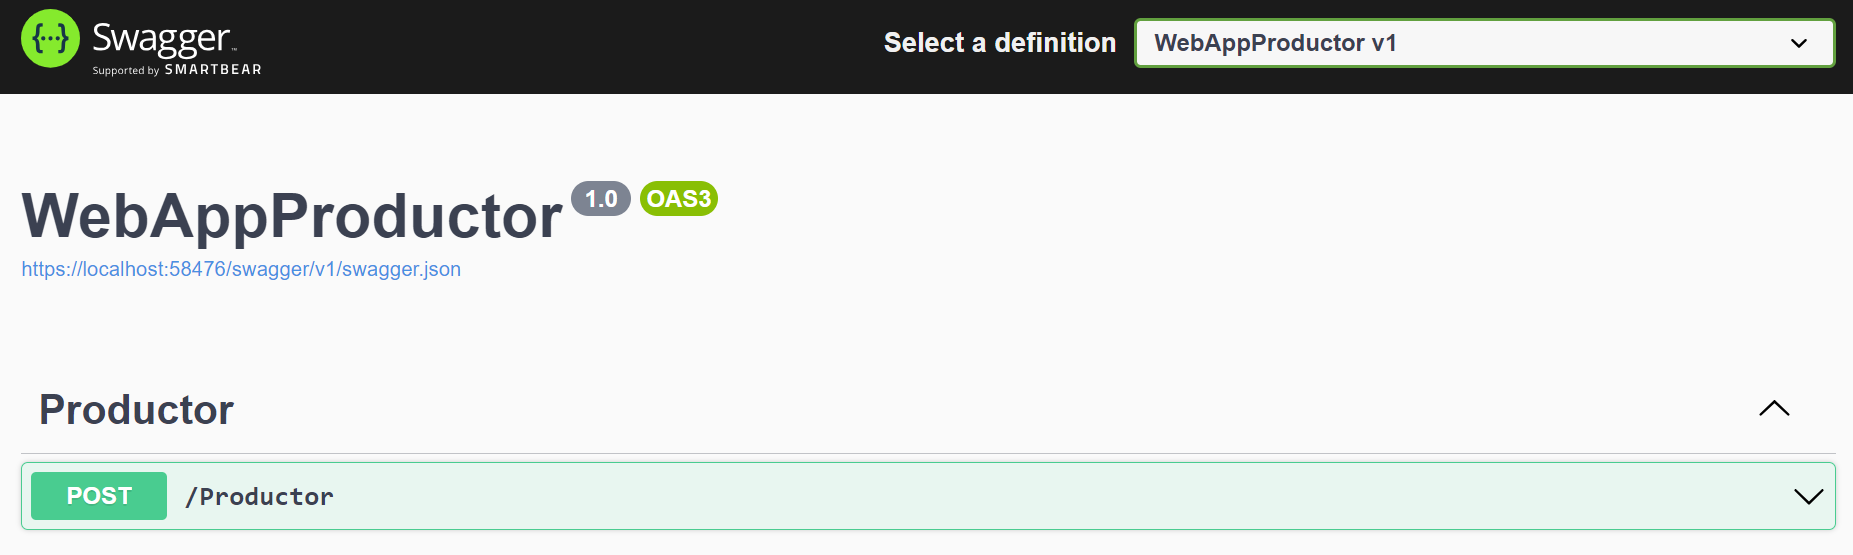 Swagger™
Supported by SMARTBEAR
Select a definition
WebAppProductor v1
WebAppProductor 1.0 OAS3
https://localhost:58476/swagger/v1/swagger.json
Productor
POST /Productor